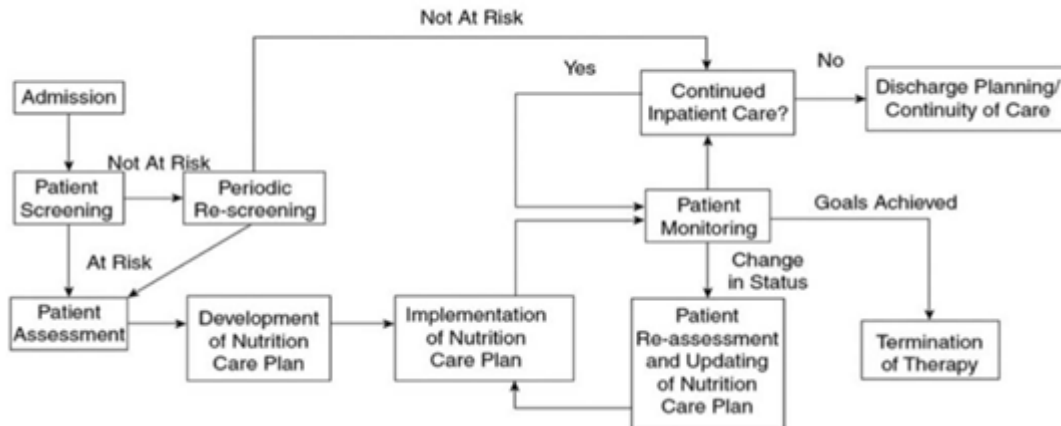 Not At Risk
Yes
No
Admission
Continued
Inpatient Care?
Discharge Planning/
Continuity of Care
Not At Risk
Patient
Screening
Periodic
Re-screening
Patient
Monitoring
Goals Achieved
At Risk
Change
in Status
Patient
Assessment
Development
of Nutrition
Care Plan
Implementation
of Nutrition
Care Plan
Patient
Re-assessment
and Updating
of Nutrition
Care Plan
Termination
of Therapy